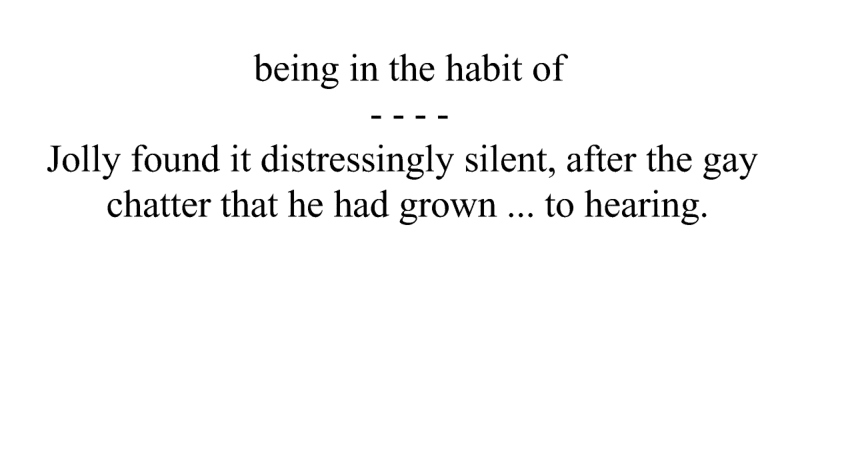 being in the habit of
- - - -
Jolly found it distressingly silent, after the gay
chatter that he had grown ... to hearing.